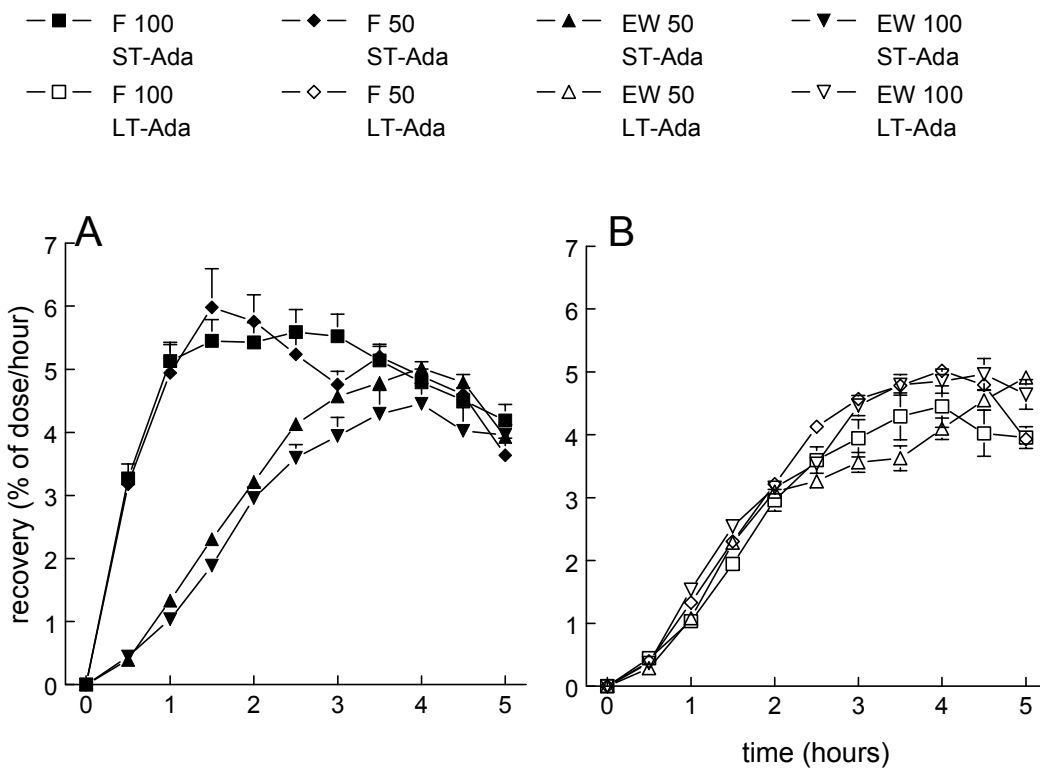 F 100 F 50 EW 50 EW 100
ST-Ada ST-Ada ST-Ada ST-Ada
F 100 F 50 EW 50 EW 100
LT-Ada LT-Ada LT-Ada LT-Ada
A
7
6
5
4
3
2
1
0
recovery (% of dose/hour)
0 1 2 3 4 5
B
7
6
5
4
3
2
1
0
0 1 2 3 4 5
time (hours)